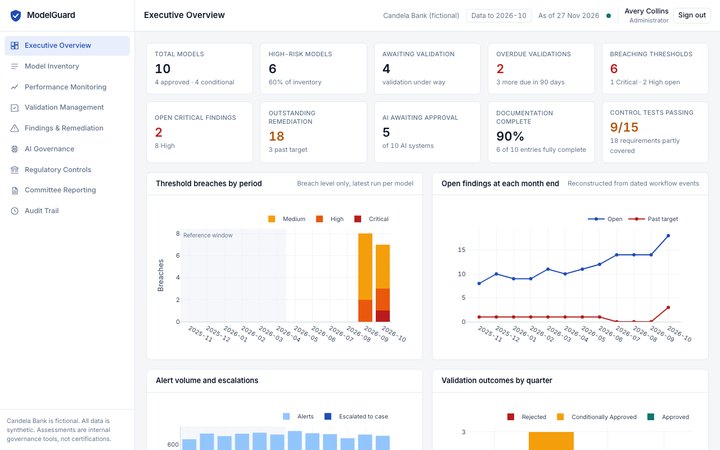 ModelGuard
Executive Overview
Candela Bank (fictional)
Data to 2026-10
As of 27 Nov 2026
Avery Collins
Administrator
Sign out
Executive Overview
Model Inventory
Performance Monitoring
Validation Management
Findings & Remediation
AI Governance
Regulatory Controls
Committee Reporting
Audit Trail
Candela Bank is fictional. All data is
synthetic. Assessments are internal
governance tools, not certifications.
TOTAL MODELS
10
4 approved · 4 conditional
HIGH-RISK MODELS
6
60% of inventory
AWAITING VALIDATION
4
validation under way
OVERDUE VALIDATIONS
2
3 more due in 90 days
BREACHING THRESHOLDS
6
1 Critical · 2 High open
OPEN CRITICAL FINDINGS
2
8 High
OUTSTANDING
REMEDIATION
18
3 past target
AI AWAITING APPROVAL
5
of 10 AI systems
DOCUMENTATION
COMPLETE
90%
6 of 10 entries fully complete
CONTROL TESTS PASSING
9/15
18 requirements partly
covered
Threshold breaches by period
Breach level only, latest run per model
Medium
High
Critical
Reference window
Breaches
8
6
4
2
0
2025-11
2025-12
2026-01
2026-02
2026-03
2026-04
2026-05
2026-06
2026-07
2026-08
2026-09
2026-10
Open findings at each month end
Reconstructed from dated workflow events
Open
Past target
15
10
5
0
2025-11
2025-12
2026-01
2026-02
2026-03
2026-04
2026-05
2026-06
2026-07
2026-08
2026-09
2026-10
Alert volume and escalations
Alerts
Escalated to case
600
Validation outcomes by quarter
Rejected
Conditionally Approved
Approved
3